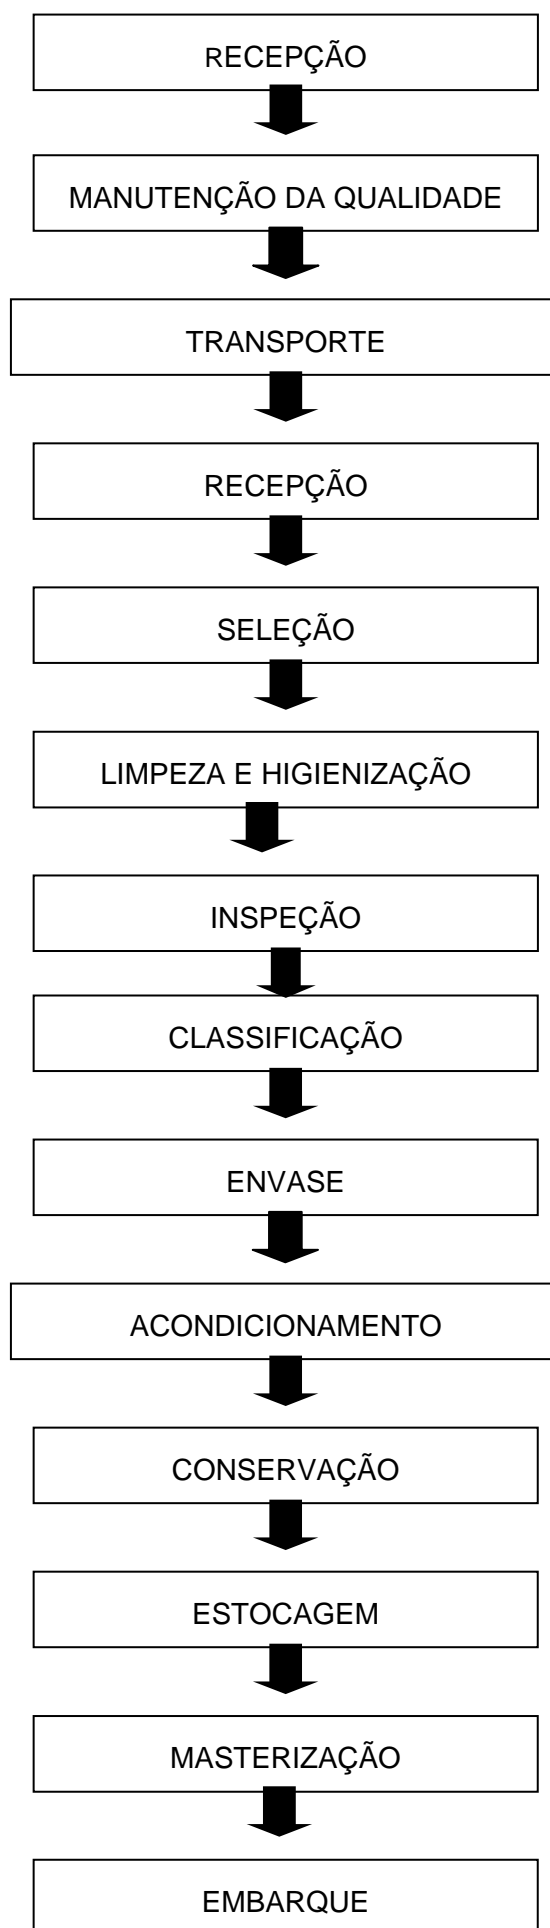 RECEPÇÃO
MANUTENÇÃO DA QUALIDADE
TRANSPORTE
RECEPÇÃO
SELEÇÃO
LIMPEZA E HIGIENIZAÇÃO
INSPEÇÃO
CLASSIFICAÇÃO
ENVASE
ACONDICIONAMENTO
CONSERVAÇÃO
ESTOCAGEM
MASTERIZAÇÃO
EMBARQUE